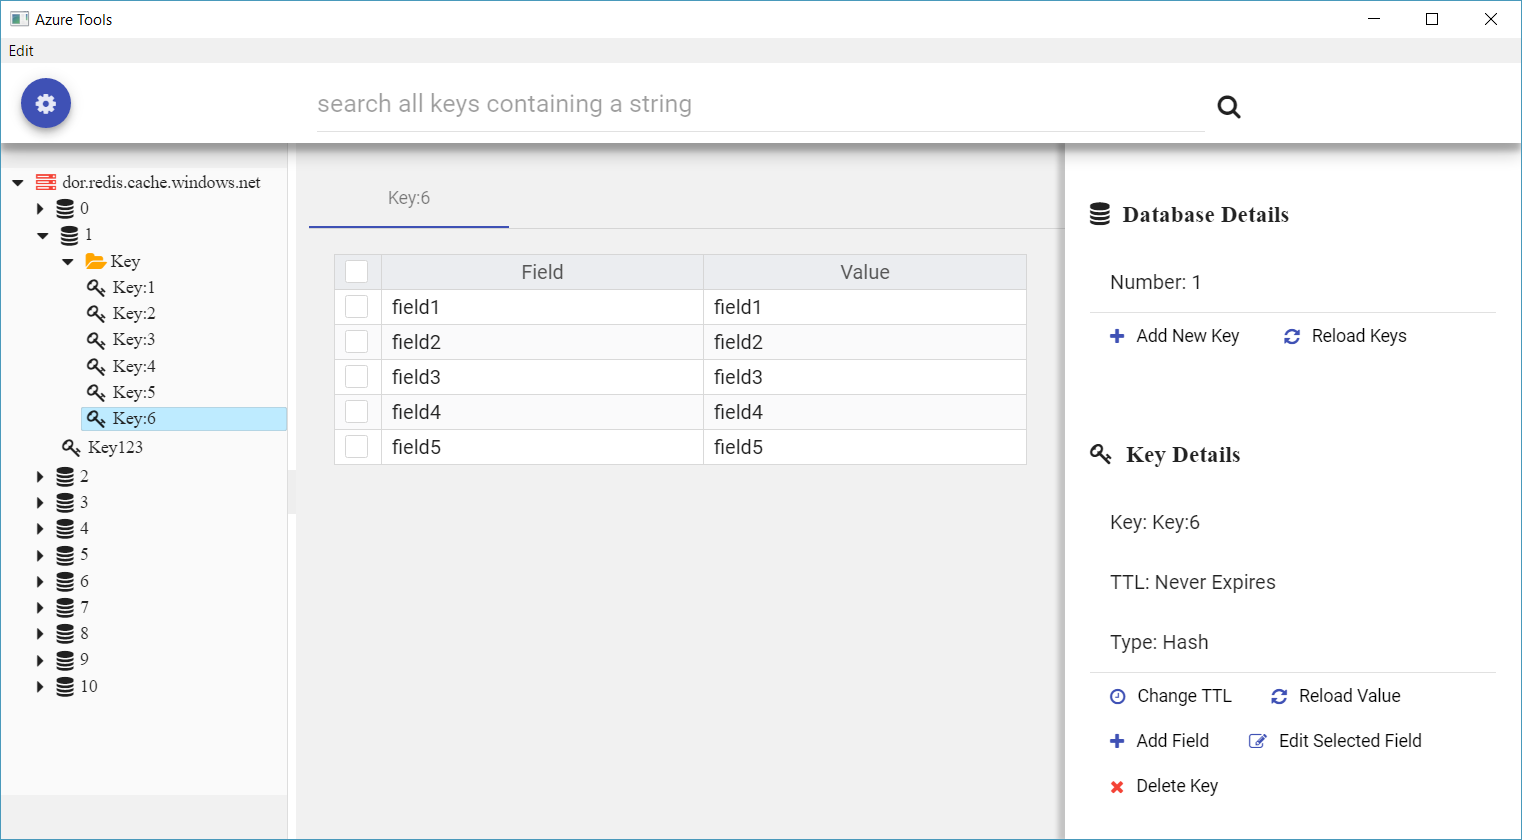 Azure Tools
Edit
search all keys containing a string
dor.redis.cache.windows.net
0
1
Key
Key:1
Key:2
Key:3
Key:4
Key:5
Key:6
Key123
2
3
4
5
6
7
8
9
10
Key:6
Field Value
field1 field1
field2 field2
field3 field3
field4 field4
field5 field5
Database Details
Number: 1
Add New Key Reload Keys
Key Details
Key: Key:6
TTL: Never Expires
Type: Hash
Change TTL Reload Value
Add Field Edit Selected Field
Delete Key